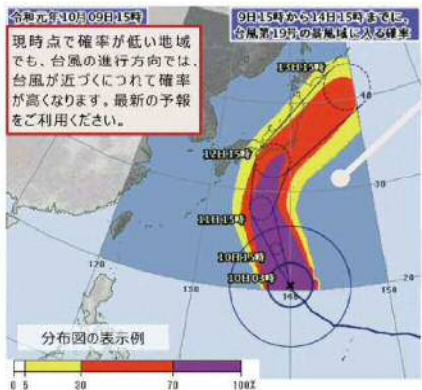 令和元年10月09日15時
9日15時から14日15時までに、
台風第19号の暴風域に入る確率
現時点で確率が低い地域
でも、台風の進行方向では、
台風が近づくにつれて確率
が高くなります。最新の予報
をご利用ください。
13日15時
40
12日15時
30
11日15時
120
10日15時
10日03時
130
140
150
20
分布図の表示例
0 5 30 70 100%